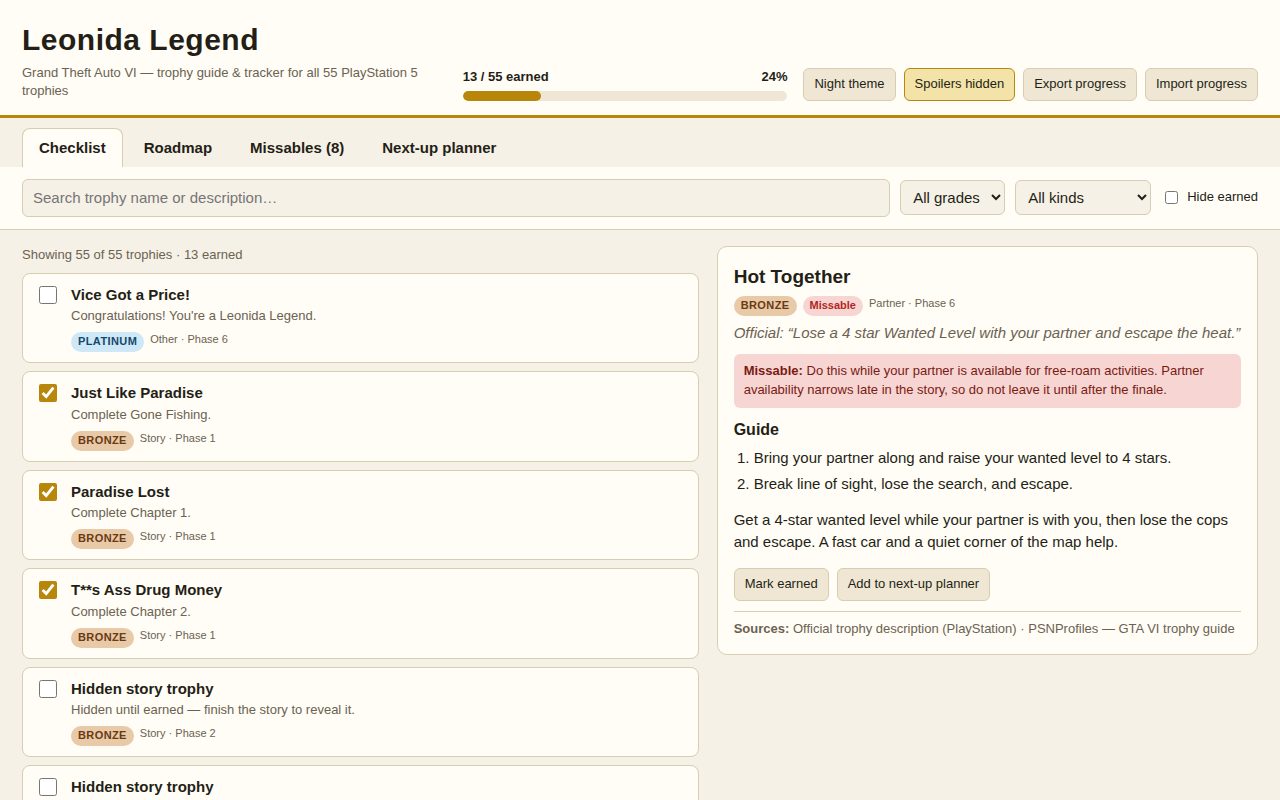 Leonida Legend
Grand Theft Auto VI — trophy guide & tracker for all 55 PlayStation 5
trophies
13 / 55 earned
24%
Night theme
Spoilers hidden
Export progress
Import progress
Checklist
Roadmap
Missables (8)
Next-up planner
Search trophy name or description…
All grades
All kinds
Hide earned
Showing 55 of 55 trophies · 13 earned
Vice Got a Price!
Congratulations! You're a Leonida Legend.
PLATINUM Other · Phase 6
Just Like Paradise
Complete Gone Fishing.
BRONZE Story · Phase 1
Paradise Lost
Complete Chapter 1.
BRONZE Story · Phase 1
T**s Ass Drug Money
Complete Chapter 2.
BRONZE Story · Phase 1
Hidden story trophy
Hidden until earned — finish the story to reveal it.
BRONZE Story · Phase 2
Hidden story trophy
Hot Together
BRONZE Missable Partner · Phase 6
Official: “Lose a 4 star Wanted Level with your partner and escape the heat.”
Missable: Do this while your partner is available for free-roam activities. Partner
availability narrows late in the story, so do not leave it until after the finale.
Guide
1. Bring your partner along and raise your wanted level to 4 stars.
2. Break line of sight, lose the search, and escape.
Get a 4-star wanted level while your partner is with you, then lose the cops
and escape. A fast car and a quiet corner of the map help.
Mark earned
Add to next-up planner
Sources: Official trophy description (PlayStation) · PSNProfiles — GTA VI trophy guide